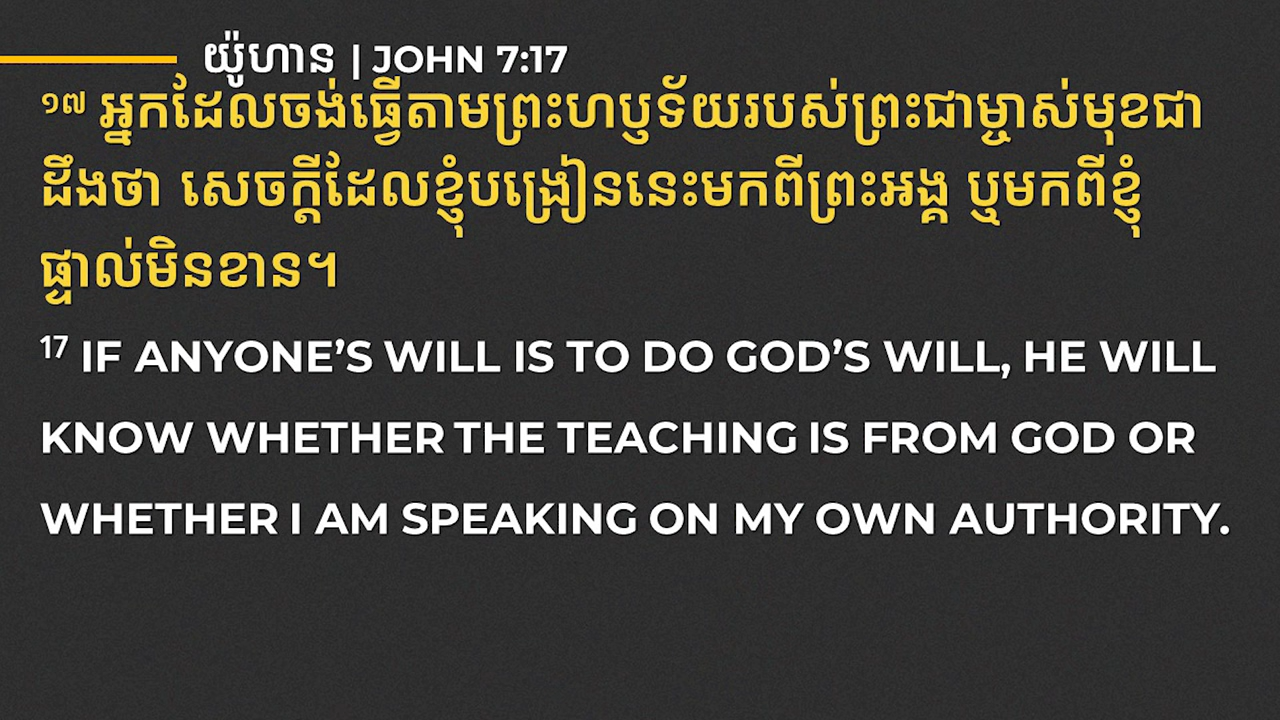 យ៉ូហាន | JOHN 7:17
១៧ អ្នកដែលចង់ធ្វើតាមព្រះហឫទ័យរបស់ព្រះជាម្ចាស់មុខជា
ដឹងថា សេចក្ដីដែលខ្ញុំបង្រៀននេះមកពីព្រះអង្គ ឬមកពីខ្ញុំ
ផ្ទាល់មិនខាន។
17 IF ANYONE’S WILL IS TO DO GOD’S WILL, HE WILL
KNOW WHETHER THE TEACHING IS FROM GOD OR
WHETHER I AM SPEAKING ON MY OWN AUTHORITY.